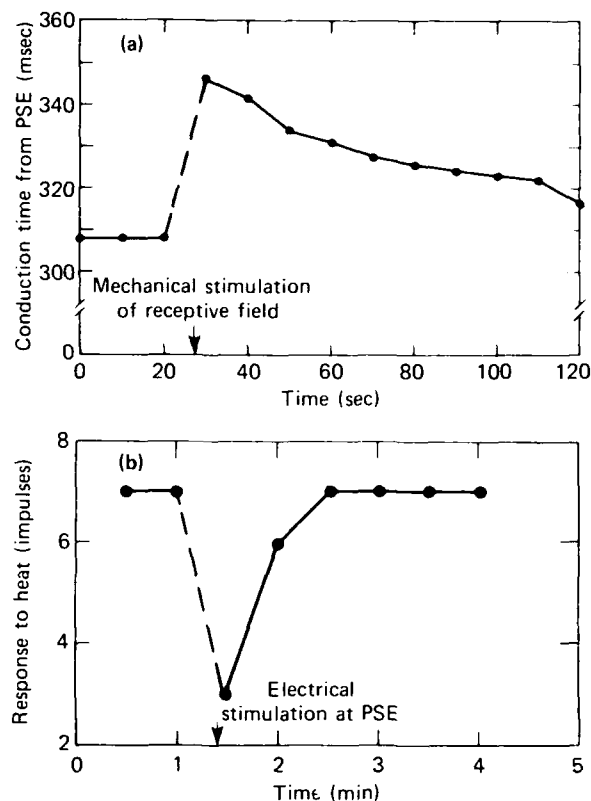 (a)
Conduction time from PSE (msec)
360
340
320
300
0
Mechanical stimulation
of receptive field
0 20 40 60 80 100 120
Time (sec)
(b)
Response to heat (impulses)
8
6
4
2
Electrical
stimulation at PSE
0 1 2 3 4 5
Time (min)